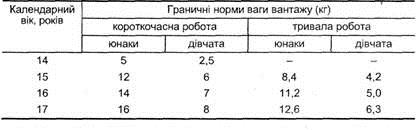 Календарний вік, років
Граничні норми ваги вантажу (кг)
короткочасна робота тривала робота
юнаки дівчата юнаки дівчата
14 5 2,5 – –
15 12 6 8,4 4,2
16 14 7 11,2 5,0
17 16 8 12,6 6,3